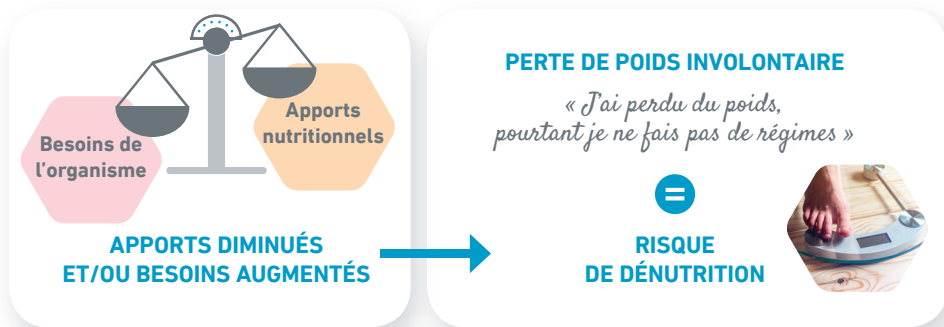 Besoins de
l'organisme
Apports
nutritionnels
APPORTS DIMINUÉS
ET/OU BESOINS AUGMENTÉS
PERTE DE POIDS INVOLONTAIRE
« J'ai perdu du poids,
pourtant je ne fais pas de régimes »
=
RISQUE
DE DÉNUTRITION